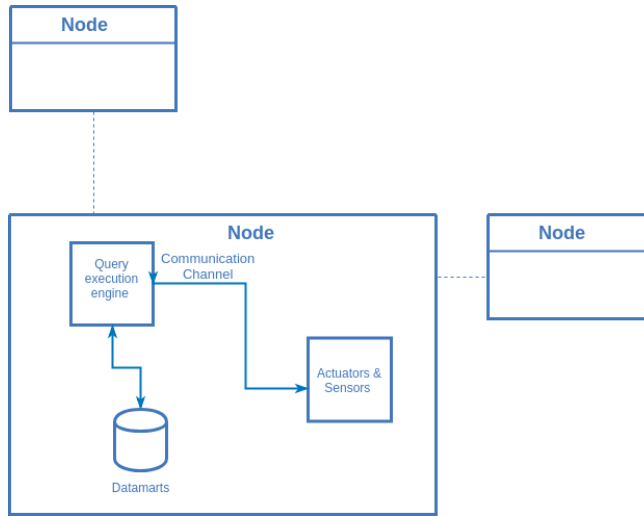 Node
Node
Query
execution
engine
Communication
Channel
Node
Actuators &
Sensors
Datamarts